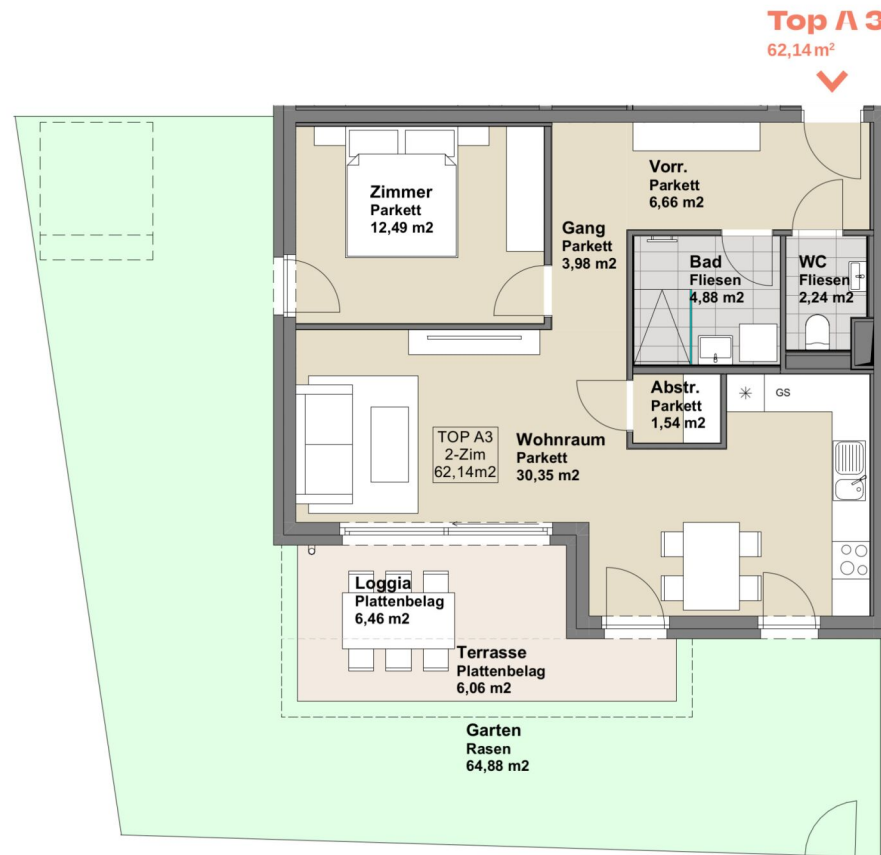 Top A 3
62,14 m²
Zimmer
Parkett
12,49 m2
Vorr.
Parkett
6,66 m2
Gang
Parkett
3,98 m2
Bad
Fliesen
4,88 m2
WC
Fliesen
2,24 m2
Abstr.
Parkett
1,54 m2
GS
TOP A3
2-Zim
62,14m2
Wohnraum
Parkett
30,35 m2
Loggia
Plattenbelag
6,46 m2
Terrasse
Plattenbelag
6,06 m2
Garten
Rasen
64,88 m2